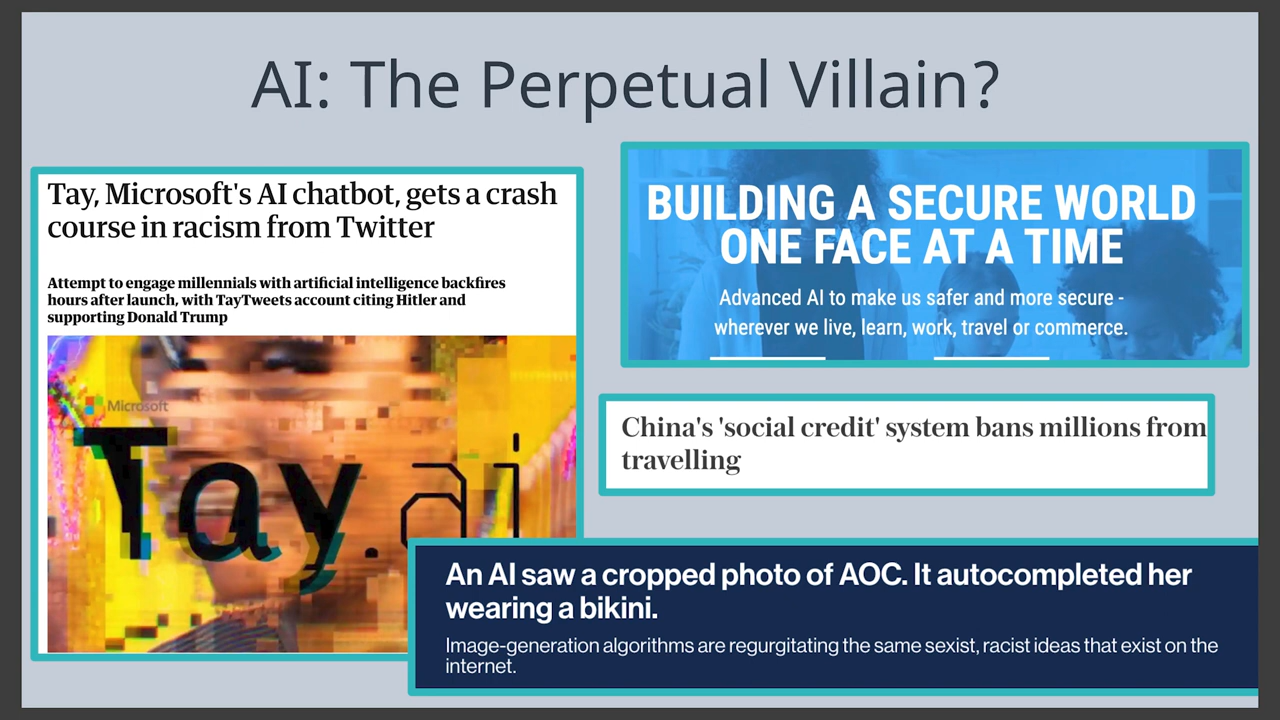 AI: The Perpetual Villain?
Tay, Microsoft's AI chatbot, gets a crash
course in racism from Twitter
Attempt to engage millennials with artificial intelligence backfires
hours after launch, with TayTweets account citing Hitler and
supporting Donald Trump
Microsoft
Tay.ai
BUILDING A SECURE WORLD
ONE FACE AT A TIME
Advanced AI to make us safer and more secure -
wherever we live, learn, work, travel or commerce.
China's 'social credit' system bans millions from
travelling
An AI saw a cropped photo of AOC. It autocompleted her
wearing a bikini.
Image-generation algorithms are regurgitating the same sexist, racist ideas that exist on the
internet.